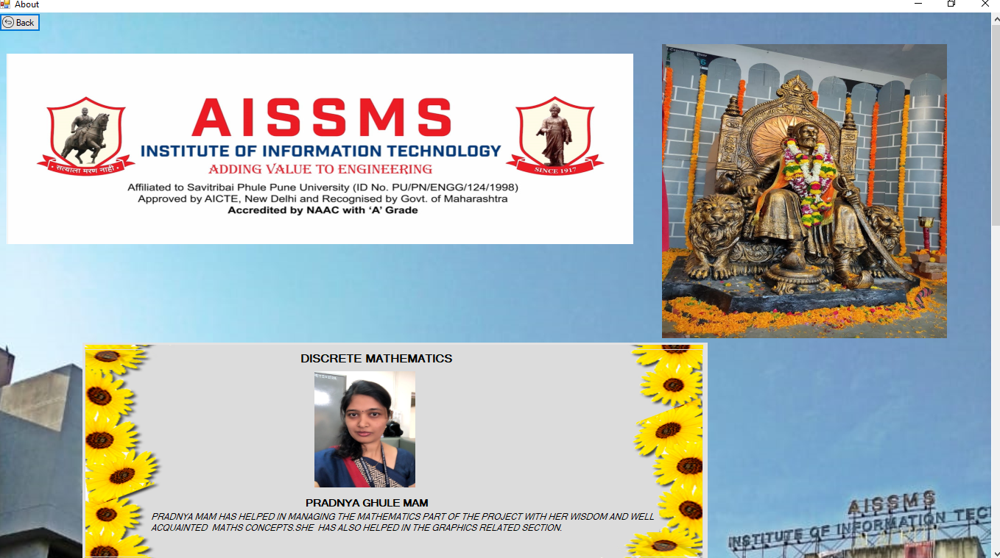 About
Back
AISSMS
INSTITUTE OF INFORMATION TECHNOLOGY
ADDING VALUE TO ENGINEERING
सत्याला मरण नाही
SINCE 1917
Affiliated to Savitribai Phule Pune University (ID No. PU/PN/ENGG/124/1998)
Approved by AICTE, New Delhi and Recognised by Govt. of Maharashtra
Accredited by NAAC with ‘A’ Grade
DISCRETE MATHEMATICS
PRADNYA GHULE MAM
PRADNYA MAM HAS HELPED IN MANAGING THE MATHEMATICS PART OF THE PROJECT WITH HER WISDOM AND WELL
ACQUAINTED MATHS CONCEPTS.SHE HAS ALSO HELPED IN THE GRAPHICS RELATED SECTION.
AISSMS
INSTITUTE OF INFORMATION TEC